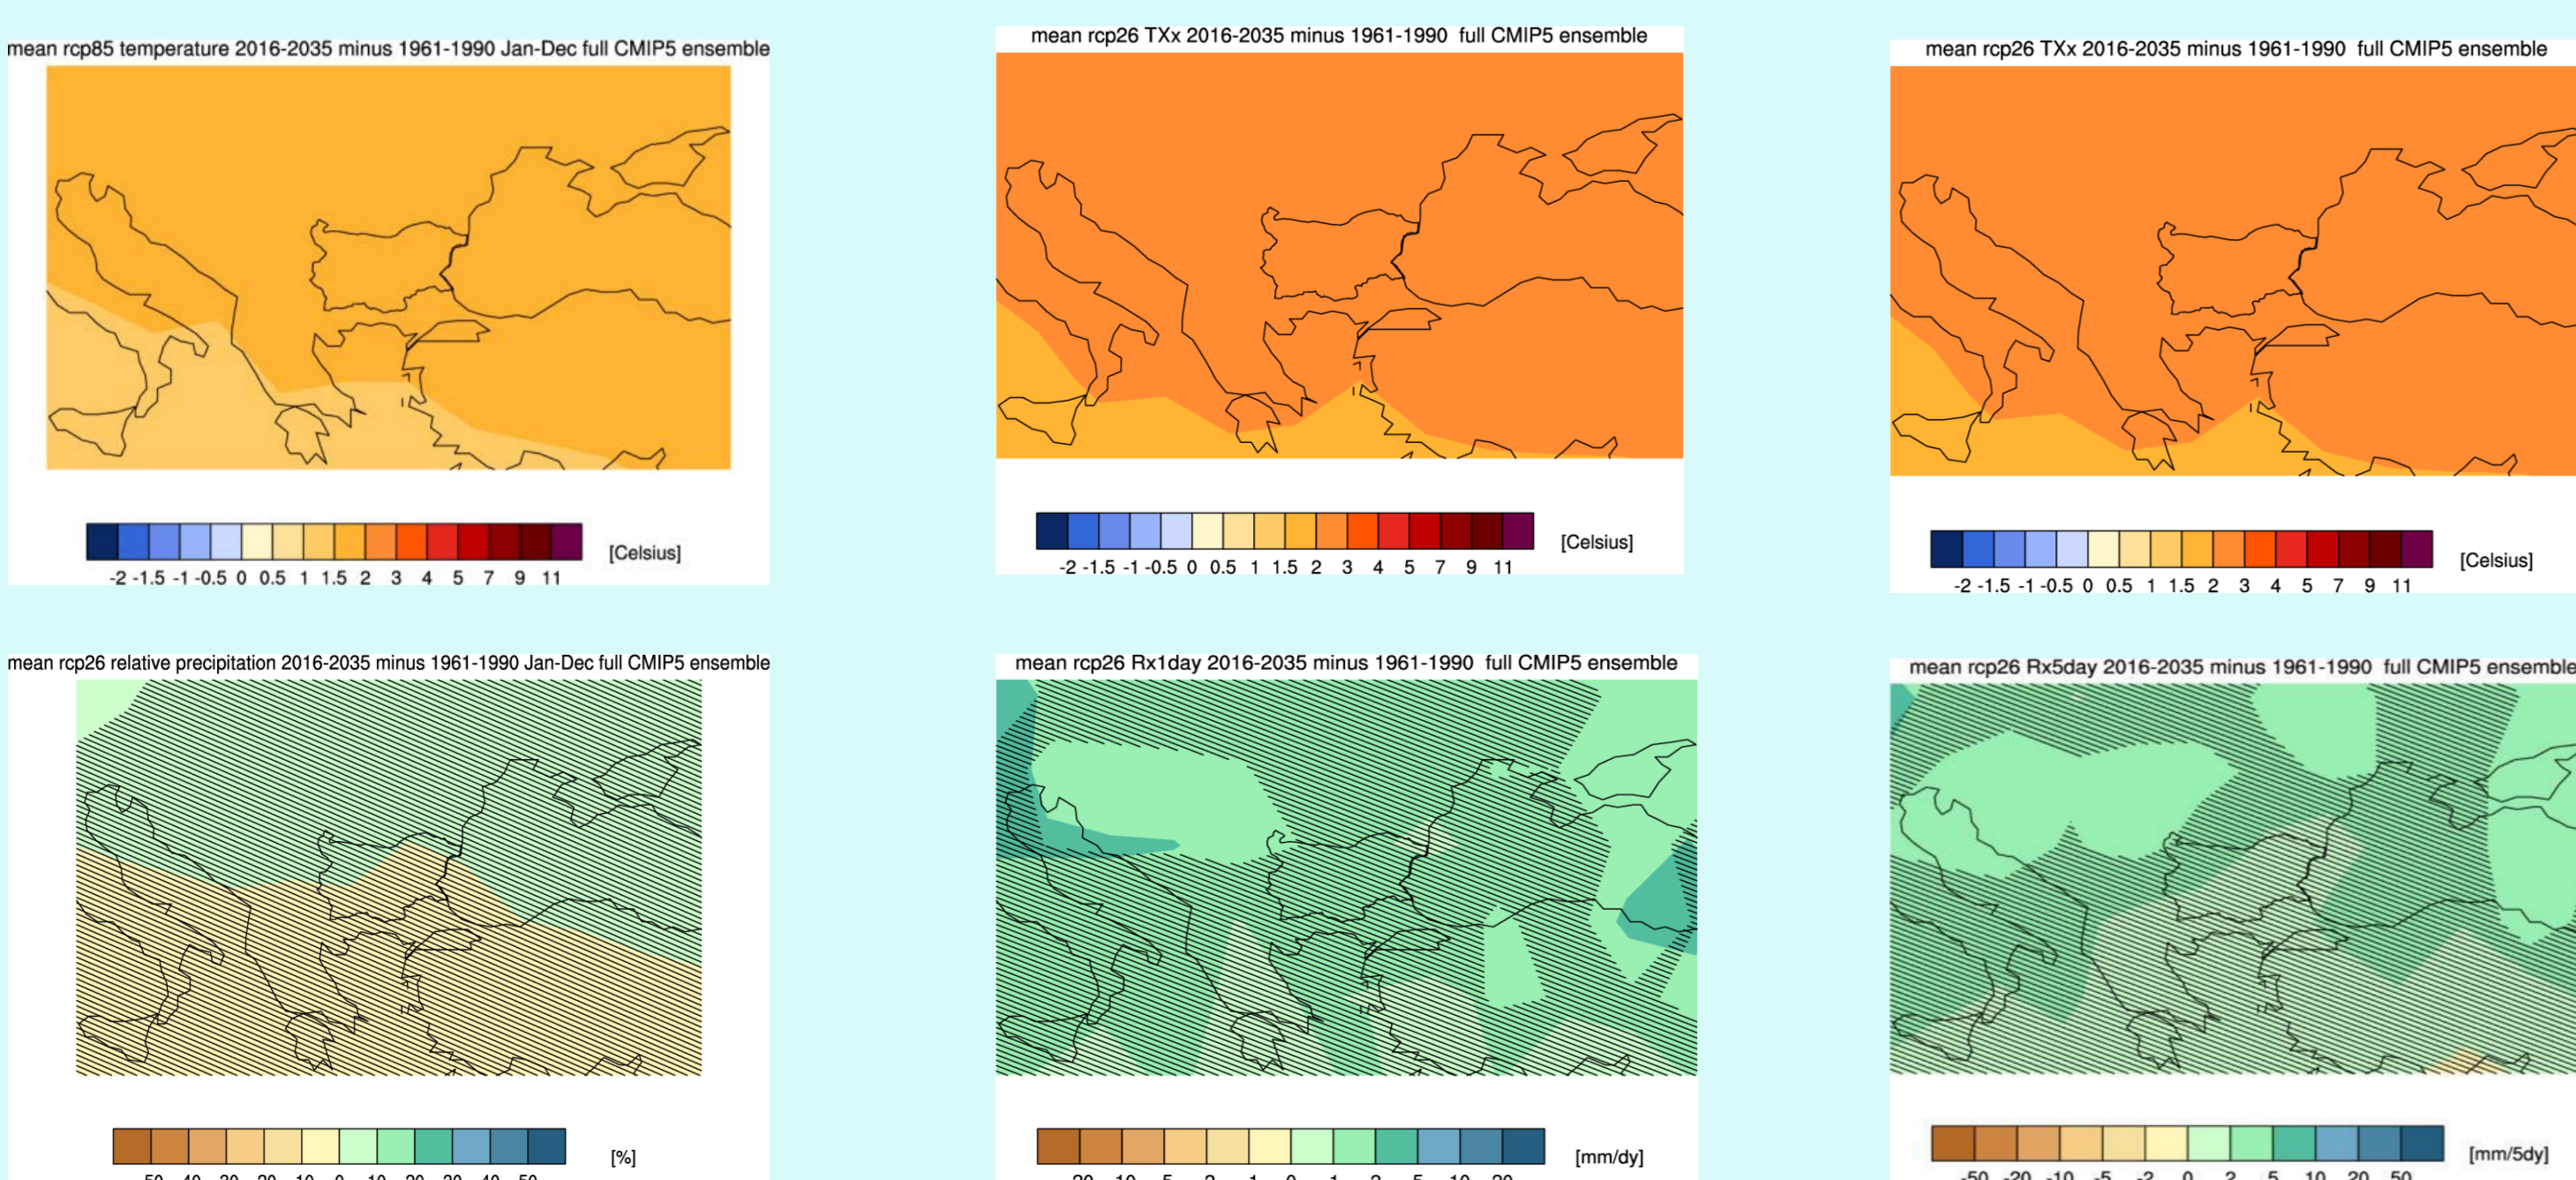 mean rcp85 temperature 2016-2035 minus 1961-1990 Jan-Dec full CMIP5 ensemble
-2 -1.5 -1 -0.5 0 0.5 1 1.5 2 3 4 5 7 9 11
[Celsius]
mean rcp26 TXx 2016-2035 minus 1961-1990 full CMIP5 ensemble
-2 -1.5 -1 -0.5 0 0.5 1 1.5 2 3 4 5 7 9 11
[Celsius]
mean rcp26 TXx 2016-2035 minus 1961-1990 full CMIP5 ensemble
-2 -1.5 -1 -0.5 0 0.5 1 1.5 2 3 4 5 7 9 11
[Celsius]
mean rcp26 relative precipitation 2016-2035 minus 1961-1990 Jan-Dec full CMIP5 ensemble
[%]
mean rcp26 Rx1day 2016-2035 minus 1961-1990 full CMIP5 ensemble
[mm/dy]
mean rcp26 Rx5day 2016-2035 minus 1961-1990 full CMIP5 ensemble
[mm/5dy]